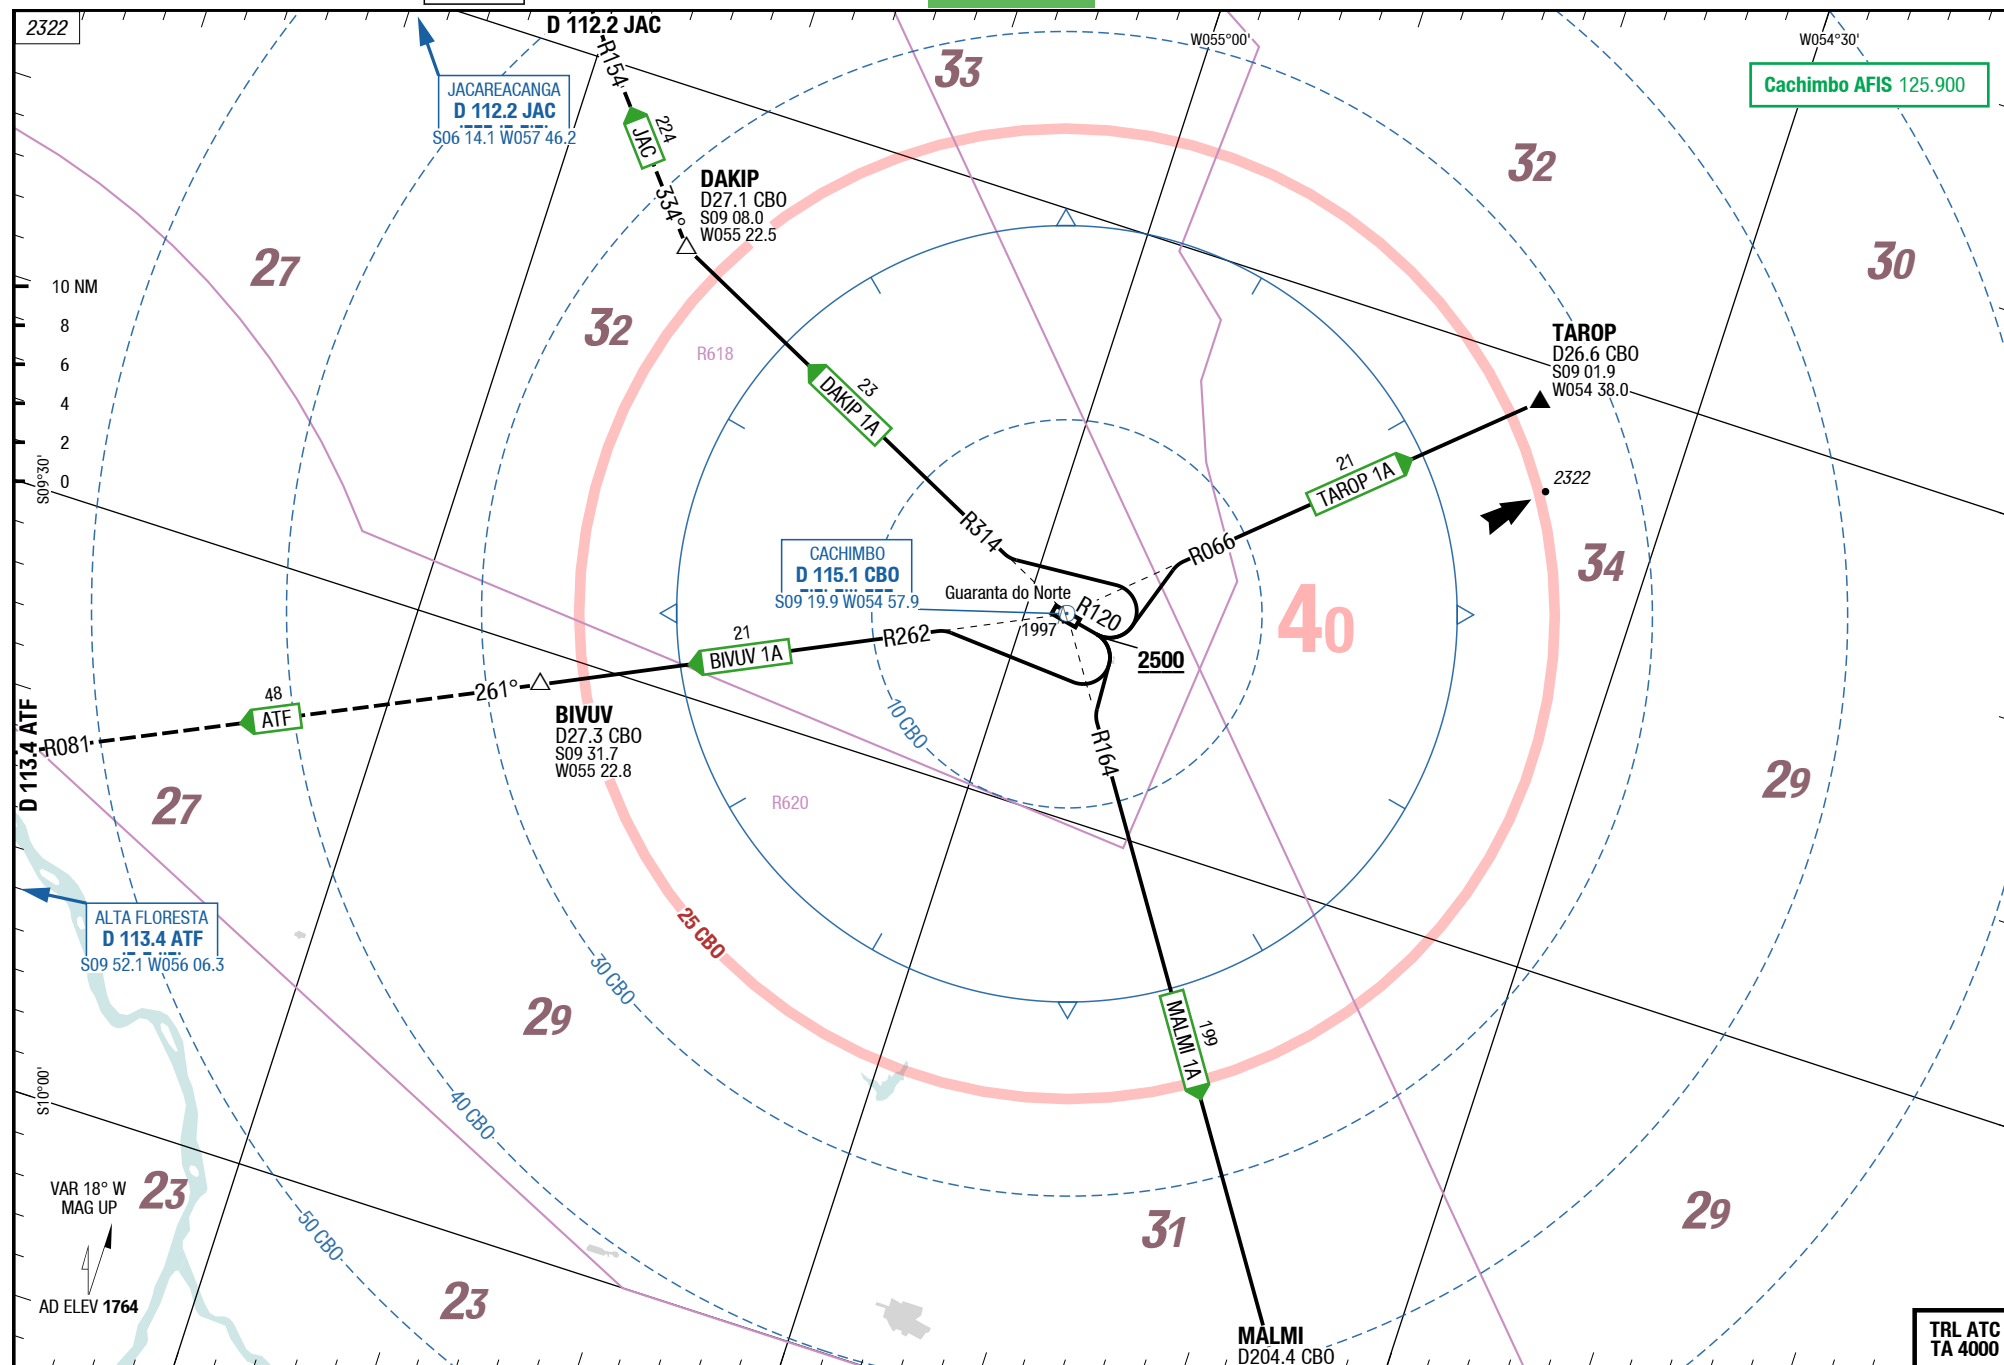 2322
D 112.2 JAC
W055°00'
W054°30'
R154
JACAREACANGA
D 112.2 JAC
S06 14.1 W057 46.2
33
Cachimbo AFIS 125.900
JAC
224
334°
32
DAKIP
D27.1 CBO
S09 08.0
W055 22.5
27
30
10 NM
8
6
4
2
0
S09°30'
32
R618
TAROP
D26.6 CBO
S09 01.9
W054 38.0
23
DAKIP 1A
21
TAROP 1A
2322
R314
R066
34
CACHIMBO
D 115.1 CBO
S09 19.9 W054 57.9
Guaranta do Norte
R120
1997
40
2500
R262
21
BIVUV 1A
261°
48
ATF
R081
D 113.4 ATF
BIVUV
D27.3 CBO
S09 31.7
W055 22.8
10 CBO
R164
27
R620
29
ALTA FLORESTA
D 113.4 ATF
S09 52.1 W056 06.3
25 CBO
30 CBO
29
MALMI 1A
199
S10°00'
40 CBO
VAR 18° W
MAG UP
23
50 CBO
31
29
AD ELEV 1764
23
MALMI
D204.4 CBO
TRL ATC
TA 4000